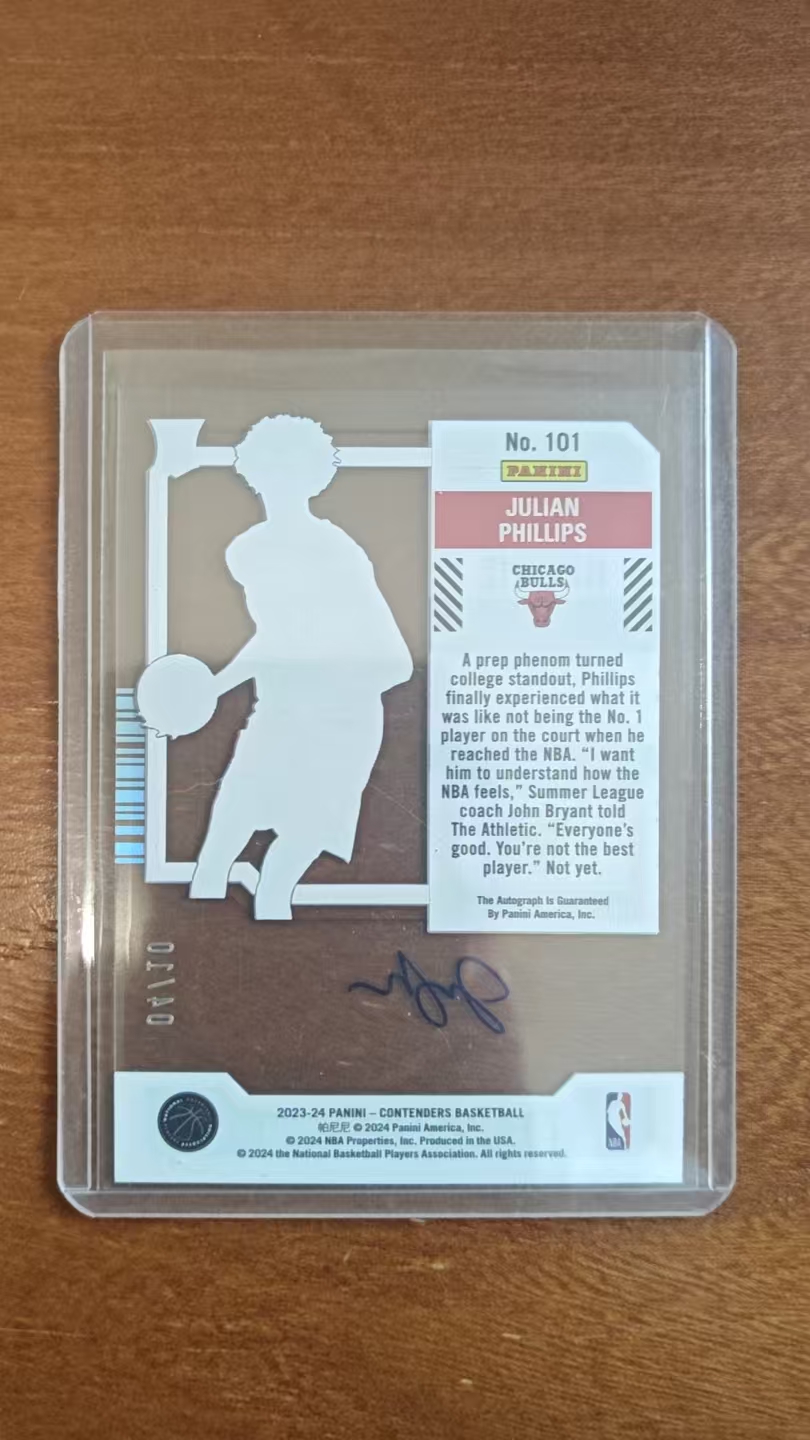 No. 101
PANINI
JULIAN
PHILLIPS
CHICAGO
BULLS
A prep phenom turned
college standout, Phillips
finally experienced what it
was like not being the No. 1
player on the court when he
reached the NBA. “I want
him to understand how the
NBA feels,” Summer League
coach John Bryant told
The Athletic. “Everyone’s
good. You’re not the best
player.” Not yet.
The Autograph Is Guaranteed
By Panini America, Inc.
04/10
2023-24 PANINI – CONTENDERS BASKETBALL
帕尼尼 © 2024 Panini America, Inc.
© 2024 NBA Properties, Inc. Produced in the USA.
© 2024 the National Basketball Players Association. All rights reserved.
NBA